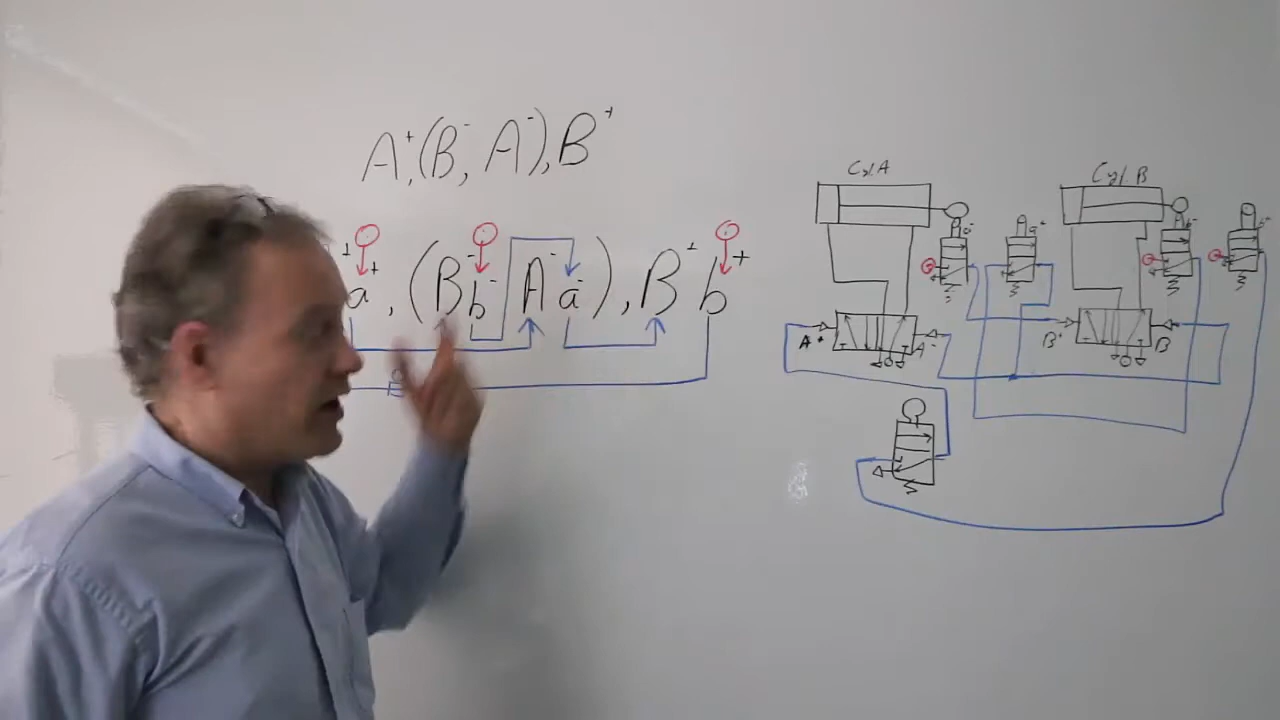 A⁺, (B⁻, A⁻), B⁺
⁺ a⁺, (B⁻ b⁻ A⁻ a⁻), B⁺ b⁺
Cyl A
Cyl B
a⁺
A⁺
A⁻
B⁺
B